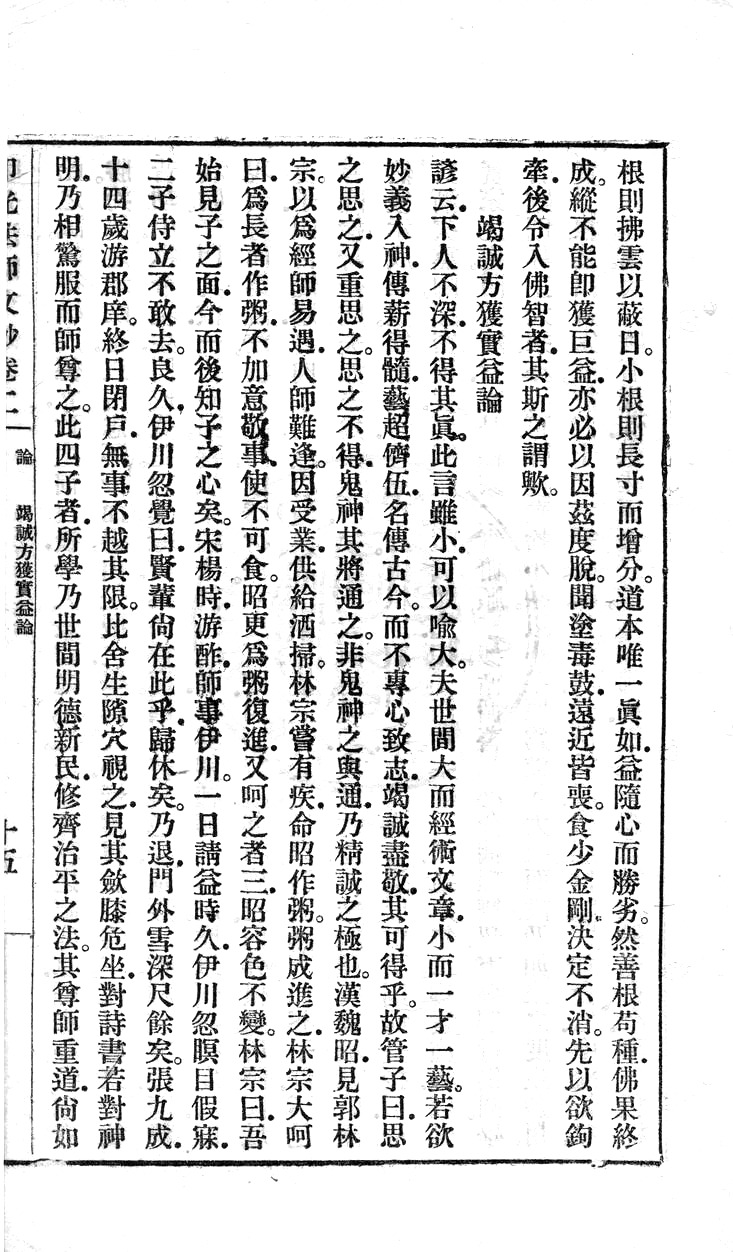 根則拂雲以蔽日。小根則長寸而增分。道本唯一眞如。益隨心而勝劣。然善根苟種。佛果終
成。縱不能卽獲巨益。亦必以因茲度脫。聞塗毒鼓。遠近皆喪。食少金剛。決定不消。先以欲鉤
牽。後令入佛智者。其斯之謂歟。
竭誠方獲實益論
諺云。下人不深。不得其眞。此言雖小。可以喩大。夫世間大而經術文章。小而一才一藝。若欲
妙義入神。傳薪得髓。藝超儕伍。名傳古今。而不專心致志。竭誠盡敬。其可得乎。故管子曰。思
之思之。又重思之。思之不得。鬼神其將通之。非鬼神之與通。乃精誠之極也。漢魏昭。見郭林
宗。以爲經師易遇。人師難逢。因受業。供給洒掃。林宗嘗有疾。命昭作粥。粥成進之。林宗大呵
曰。爲長者作粥。不加意敬事。使不可食。昭更爲粥復進。又呵之者三。昭容色不變。林宗曰。吾
始見子之面。今而後知子之心矣。宋楊時游酢。師事伊川。一日請益時久。伊川忽瞑目假寐。
二子侍立不敢去。良久。伊川忽覺曰。賢輩尙在此乎。歸休矣。乃退。門外雪深尺餘矣。張九成。
十四歲游郡庠。終日閉戶。無事不越其限。比舍生隙穴視之。見其歛膝危坐。對詩書若對神
明。乃相驚服而師尊之。此四子者。所學乃世間明德新民。修齊治平之法。其尊師重道。尙如
印光法師文鈔卷二 論 竭誠方獲實益論 十五